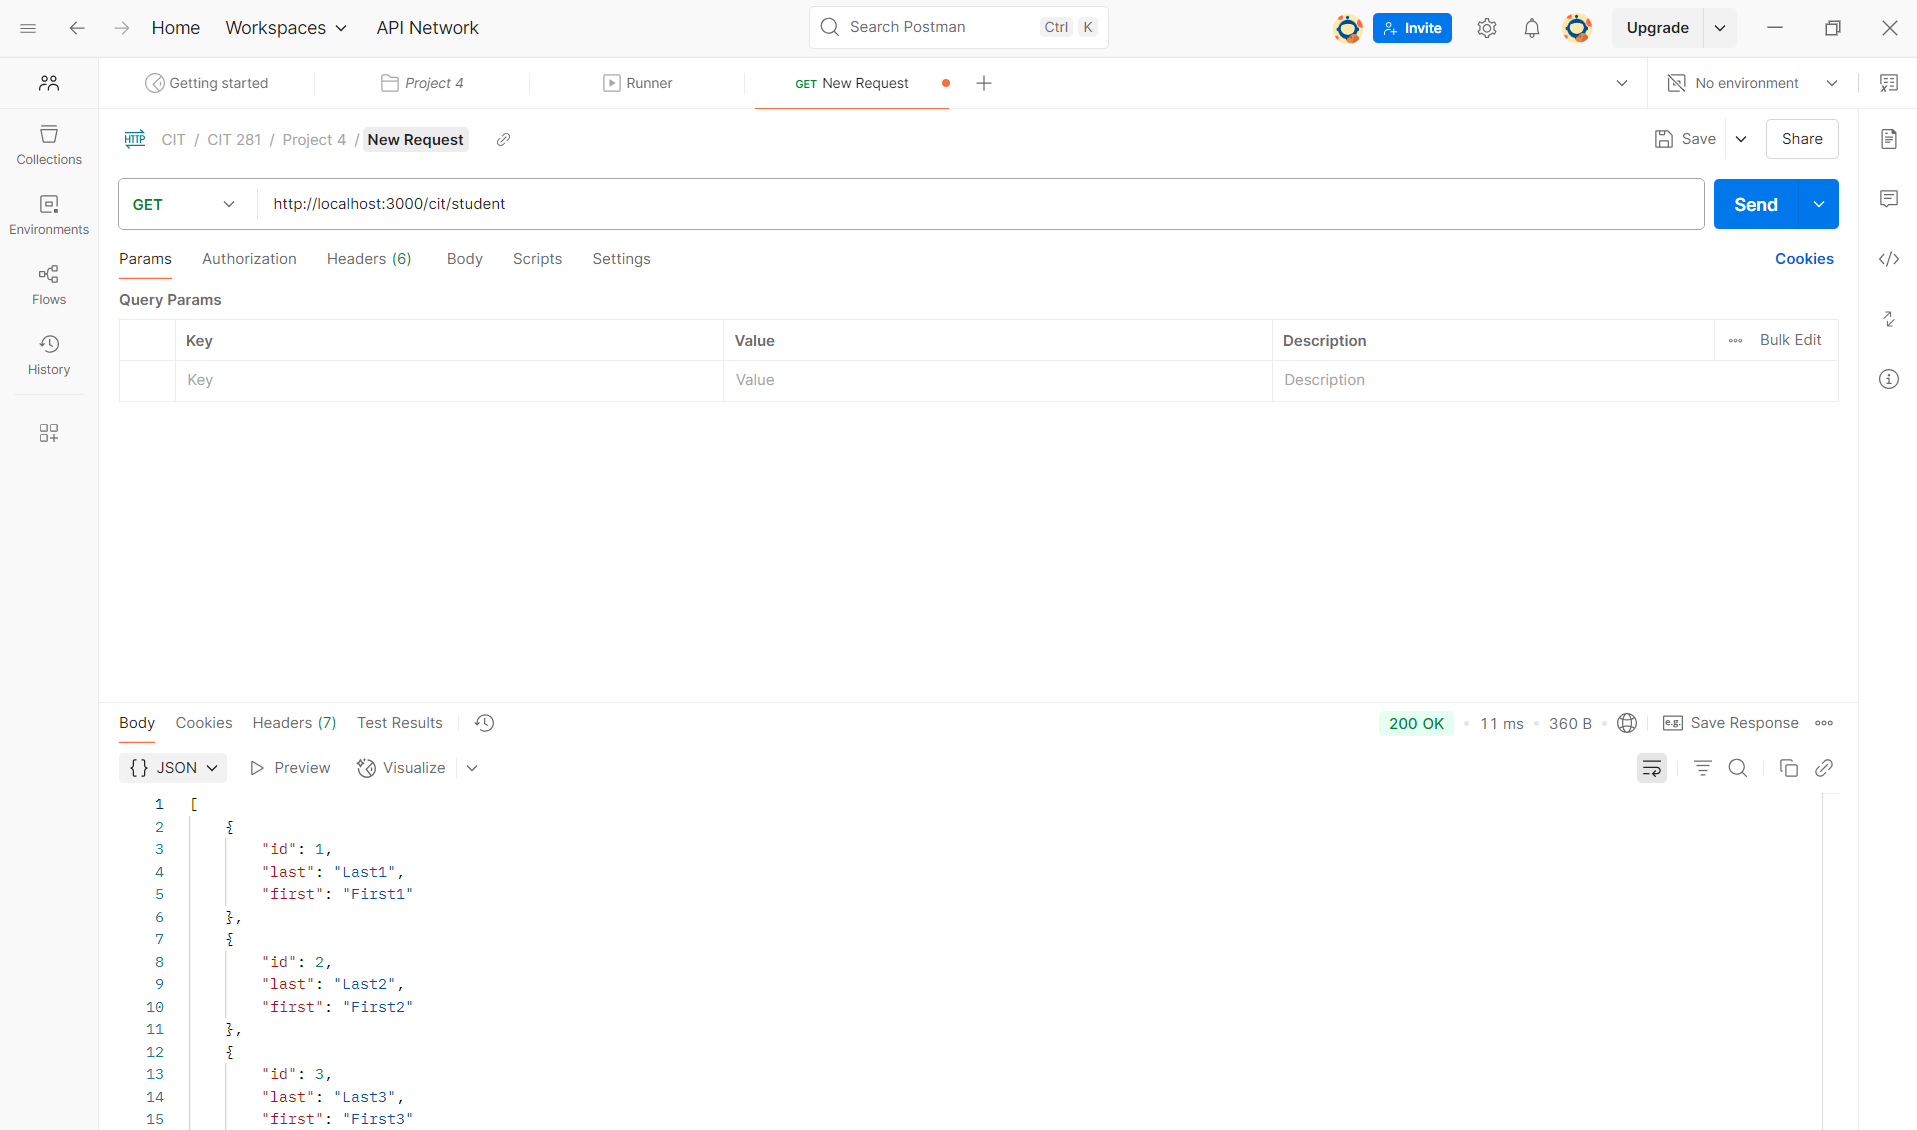 Home Workspaces API Network Search Postman Ctrl K Invite Upgrade
Getting started Project 4 Runner GET New Request No environment
HTTP CIT / CIT 281 / Project 4 / New Request Save Share
Collections
GET http://localhost:3000/cit/student Send
Environments
Params Authorization Headers (6) Body Scripts Settings Cookies
Flows
Query Params
Key Value Description Bulk Edit
History
Key Value Description
Body Cookies Headers (7) Test Results 200 OK 11 ms 360 B e.g. Save Response
{} JSON Preview Visualize
1 [
2 {
3 "id": 1,
4 "last": "Last1",
5 "first": "First1"
6 },
7 {
8 "id": 2,
9 "last": "Last2",
10 "first": "First2"
11 },
12 {
13 "id": 3,
14 "last": "Last3",
15 "first": "First3"